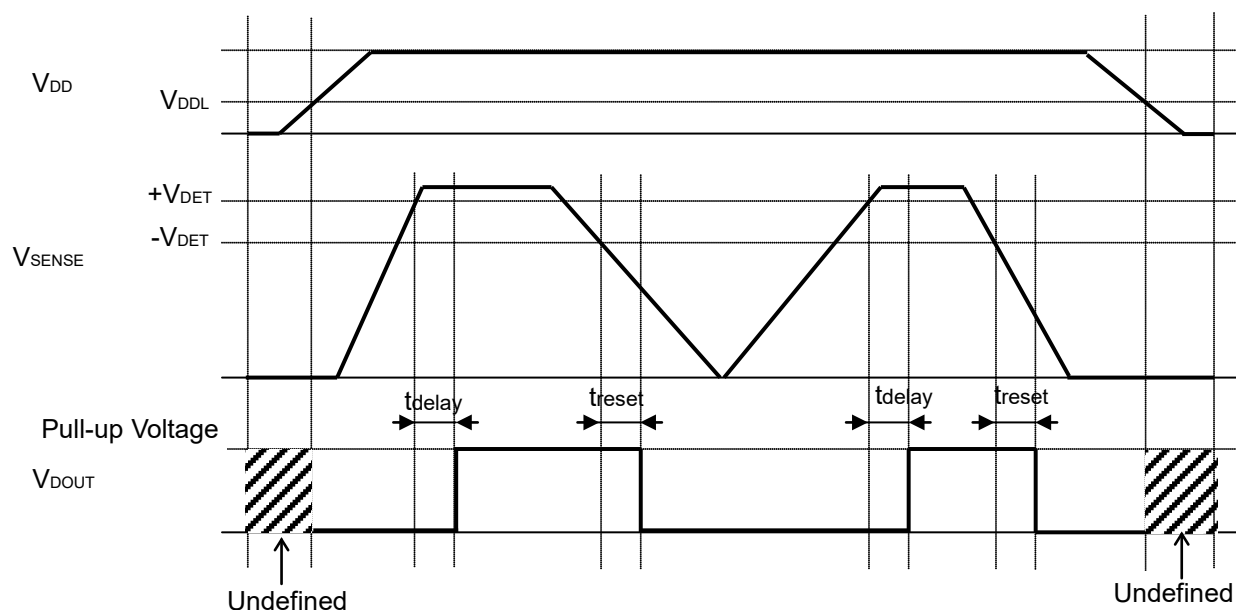 VDD
VDDL
+VDET
-VDET
VSENSE
tdelay
treset
tdelay
treset
Pull-up Voltage
VDOUT
Undefined
Undefined